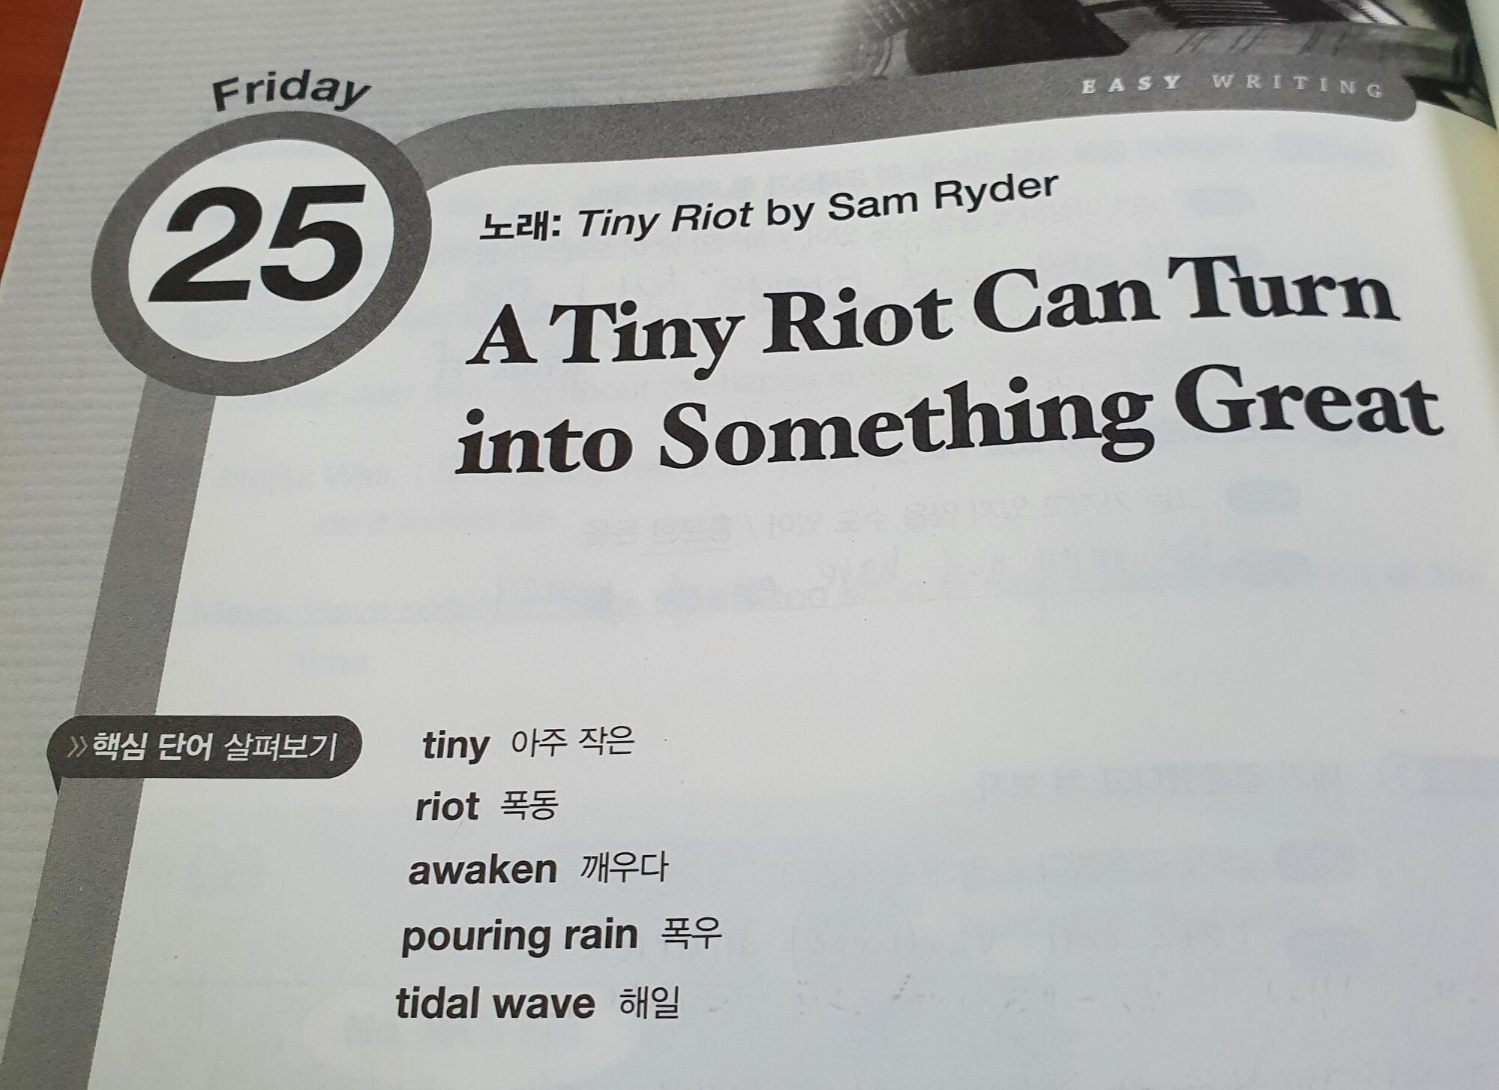 EASY WRITING
Friday
25
노래: Tiny Riot by Sam Ryder
A Tiny Riot Can Turn
into Something Great
»핵심 단어 살펴보기
tiny 아주 작은
riot 폭동
awaken 깨우다
pouring rain 폭우
tidal wave 해일